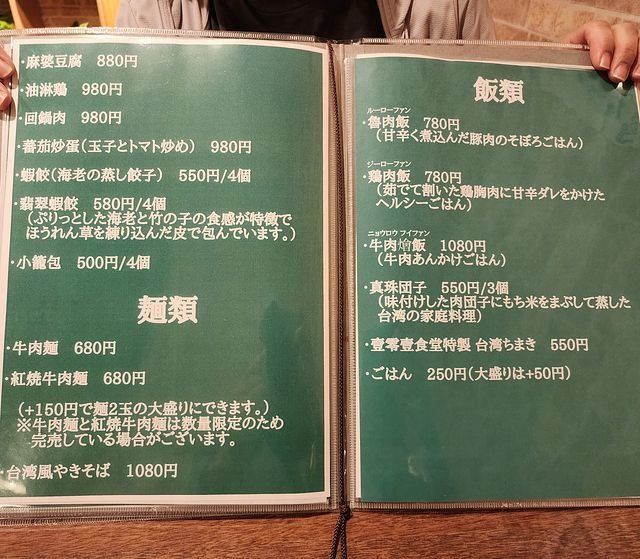 ・麻婆豆腐 880円
・油淋鶏 980円
・回鍋肉 980円
・蕃茄炒蛋(玉子とトマト炒め) 980円
・蝦餃(海老の蒸し餃子) 550円/4個
・翡翠蝦餃 580円/4個
(ぷりっとした海老と竹の子の食感が特徴で
ほうれん草を練り込んだ皮で包んでいます。)
・小籠包 500円/4個
麺類
・牛肉麺 680円
・紅焼牛肉麺 680円
(+150円で麺2玉の大盛りにできます。)
※牛肉麺と紅焼牛肉麺は数量限定のため
完売している場合がございます。
・台湾風やきそば 1080円
飯類
ルーローファン
・魯肉飯 780円
(甘辛く煮込んだ豚肉のそぼろごはん)
ジーローファン
・鶏肉飯 780円
(茹でて割いた鶏胸肉に甘辛ダレをかけた
ヘルシーごはん)
ニョウロウ フイファン
・牛肉燴飯 1080円
(牛肉あんかけごはん)
・真珠団子 550円/3個
(味付けした肉団子にもち米をまぶして蒸した
台湾の家庭料理)
・壹零壹食堂特製 台湾ちまき 550円
・ごはん 250円(大盛りは+50円)